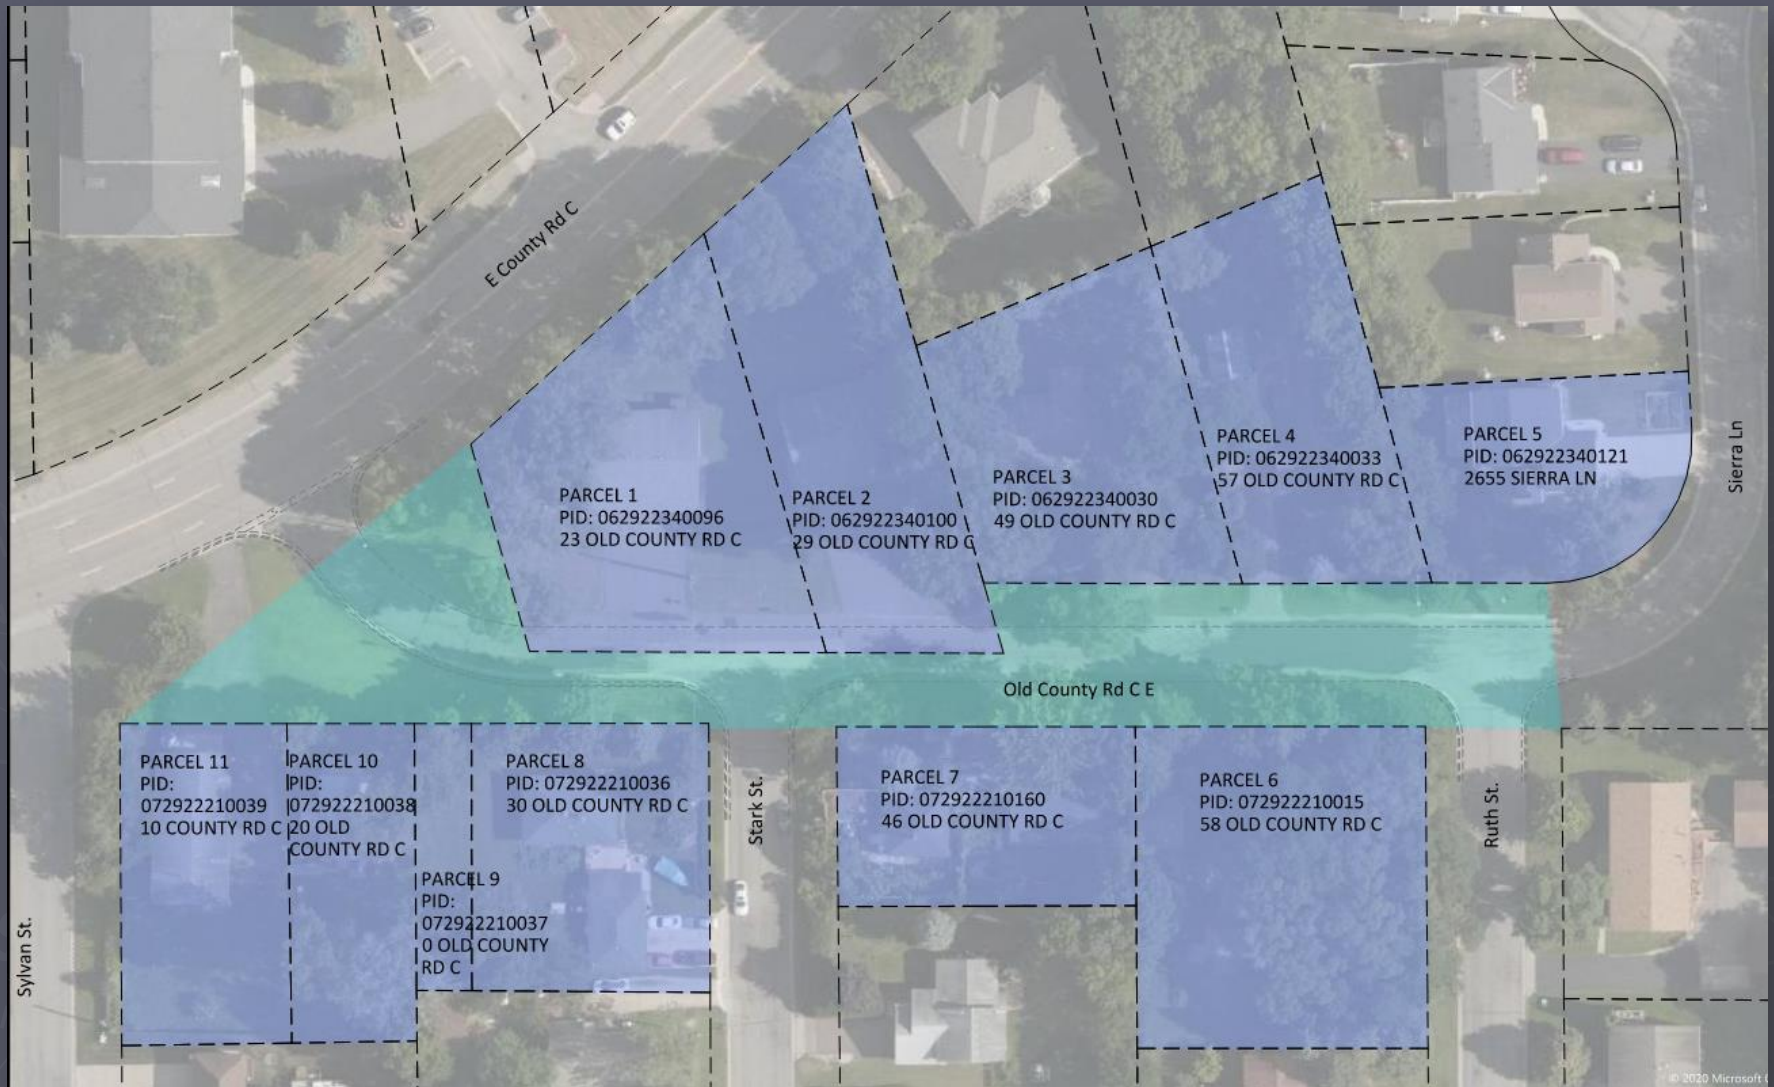 E County Rd C
PARCEL 1
PID: 062922340096
23 OLD COUNTY RD C
PARCEL 2
PID: 062922340100
29 OLD COUNTY RD C
PARCEL 3
PID: 062922340030
49 OLD COUNTY RD C
PARCEL 4
PID: 062922340033
57 OLD COUNTY RD C
PARCEL 5
PID: 062922340121
2655 SIERRA LN
Sierra Ln
Old County Rd C E
PARCEL 11
PID:
072922210039
10 COUNTY RD C
PARCEL 10
PID:
072922210038
20 OLD
COUNTY RD C
PARCEL 9
PID:
072922210037
0 OLD COUNTY
RD C
PARCEL 8
PID: 072922210036
30 OLD COUNTY RD C
Stark St.
PARCEL 7
PID: 072922210160
46 OLD COUNTY RD C
PARCEL 6
PID: 072922210015
58 OLD COUNTY RD C
Ruth St.
Sylvan St.
© 2020 Microsoft